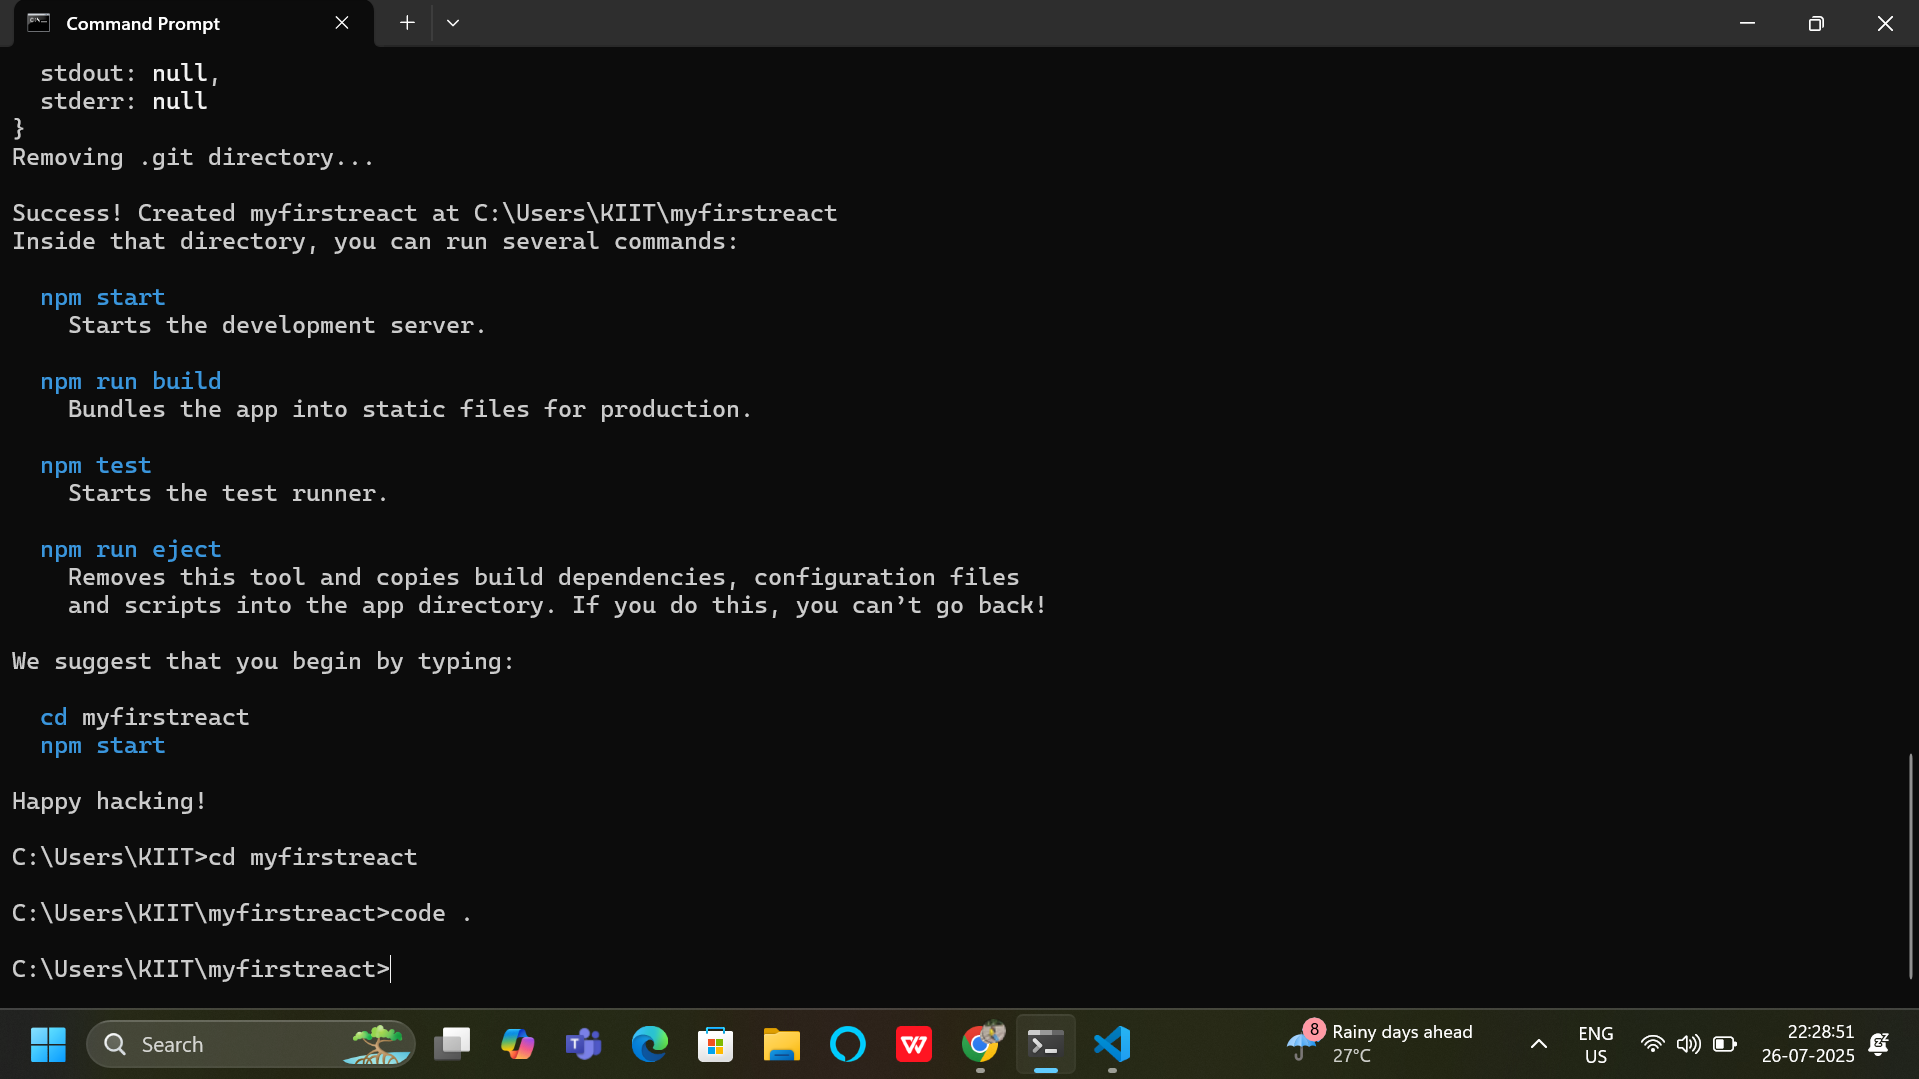 Command Prompt
stdout: null,
stderr: null
}
Removing .git directory...
Success! Created myfirstreact at C:\Users\KIIT\myfirstreact
Inside that directory, you can run several commands:
npm start
Starts the development server.
npm run build
Bundles the app into static files for production.
npm test
Starts the test runner.
npm run eject
Removes this tool and copies build dependencies, configuration files
and scripts into the app directory. If you do this, you can’t go back!
We suggest that you begin by typing:
cd myfirstreact
npm start
Happy hacking!
C:\Users\KIIT>cd myfirstreact
C:\Users\KIIT\myfirstreact>code .
C:\Users\KIIT\myfirstreact>
Search
8
Rainy days ahead
27°C
ENG
US
22:28:51
26-07-2025